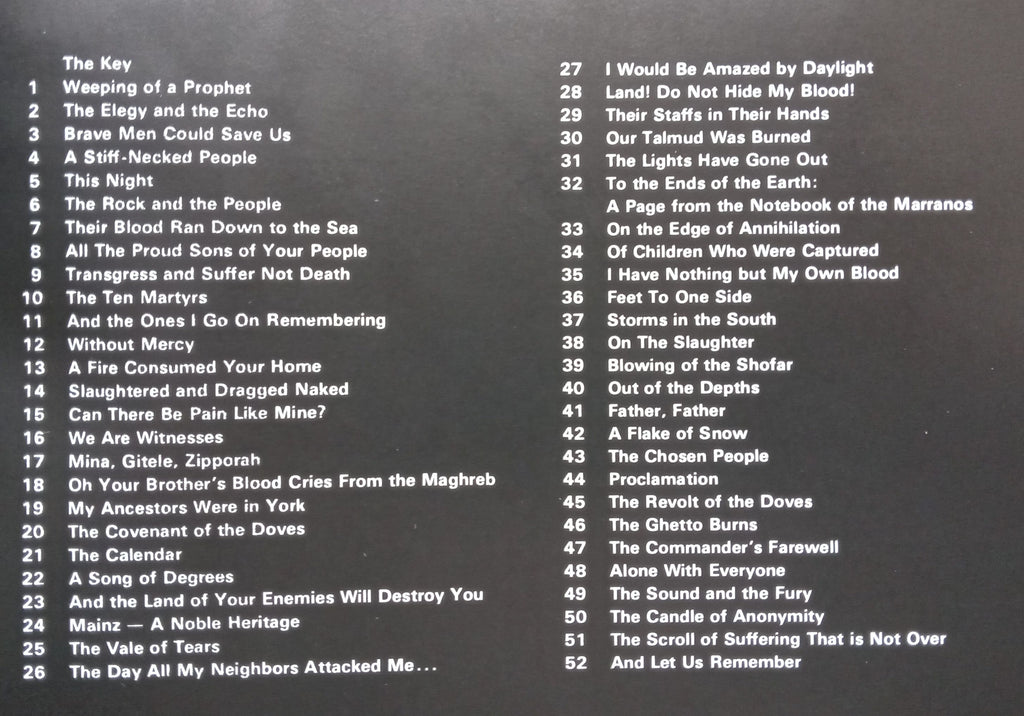 The Key
1 Weeping of a Prophet
2 The Elegy and the Echo
3 Brave Men Could Save Us
4 A Stiff-Necked People
5 This Night
6 The Rock and the People
7 Their Blood Ran Down to the Sea
8 All The Proud Sons of Your People
9 Transgress and Suffer Not Death
10 The Ten Martyrs
11 And the Ones I Go On Remembering
12 Without Mercy
13 A Fire Consumed Your Home
14 Slaughtered and Dragged Naked
15 Can There Be Pain Like Mine?
16 We Are Witnesses
17 Mina, Gitele, Zipporah
18 Oh Your Brother's Blood Cries From the Maghreb
19 My Ancestors Were in York
20 The Covenant of the Doves
21 The Calendar
22 A Song of Degrees
23 And the Land of Your Enemies Will Destroy You
24 Mainz — A Noble Heritage
25 The Vale of Tears
26 The Day All My Neighbors Attacked Me...
27 I Would Be Amazed by Daylight
28 Land! Do Not Hide My Blood!
29 Their Staffs in Their Hands
30 Our Talmud Was Burned
31 The Lights Have Gone Out
32 To the Ends of the Earth:
A Page from the Notebook of the Marranos
33 On the Edge of Annihilation
34 Of Children Who Were Captured
35 I Have Nothing but My Own Blood
36 Feet To One Side
37 Storms in the South
38 On The Slaughter
39 Blowing of the Shofar
40 Out of the Depths
41 Father, Father
42 A Flake of Snow
43 The Chosen People
44 Proclamation
45 The Revolt of the Doves
46 The Ghetto Burns
47 The Commander's Farewell
48 Alone With Everyone
49 The Sound and the Fury
50 The Candle of Anonymity
51 The Scroll of Suffering That is Not Over
52 And Let Us Remember